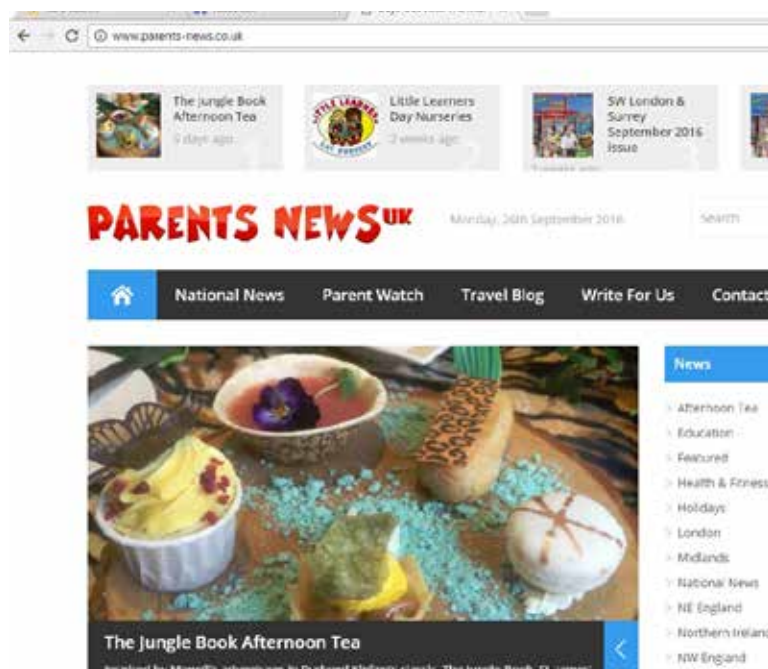 www.parents-news.co.uk
The Jungle Book
Afternoon Tea
5 days ago
Little Learners
Day Nurseries
2 weeks ago
SW London &
Surrey
September 2016
issue
PARENTS NEWS UK
Monday, 26th September 2016
Search
National News
Parent Watch
Travel Blog
Write For Us
Contact
News
Afternoon Tea
Education
Featured
Health & Fitness
Holidays
London
Midlands
National News
NE England
Northern Ireland
NW England
The Jungle Book Afternoon Tea